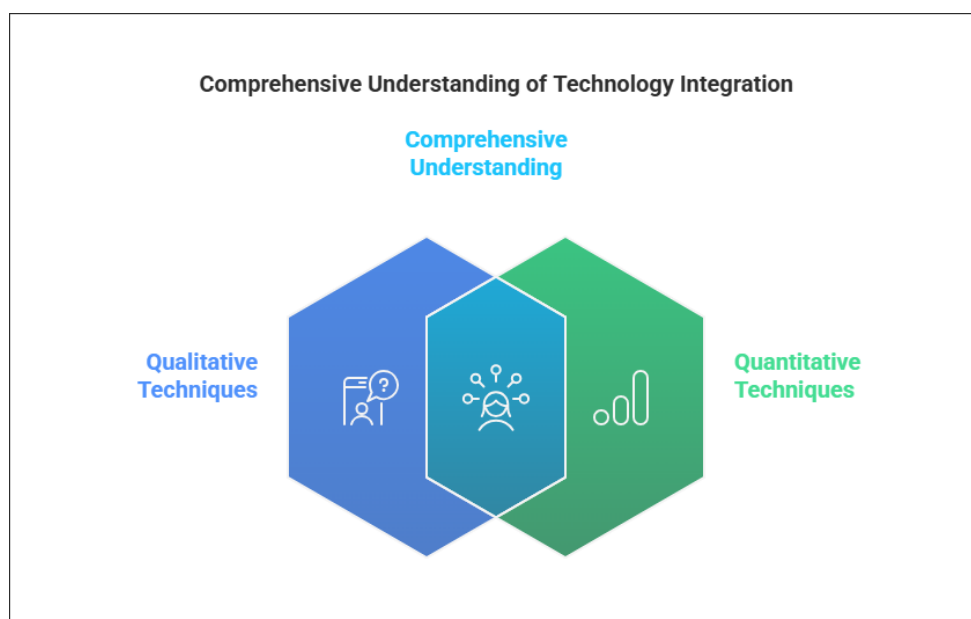 Comprehensive Understanding of Technology Integration
Comprehensive
Understanding
Qualitative
Techniques
?
Quantitative
Techniques